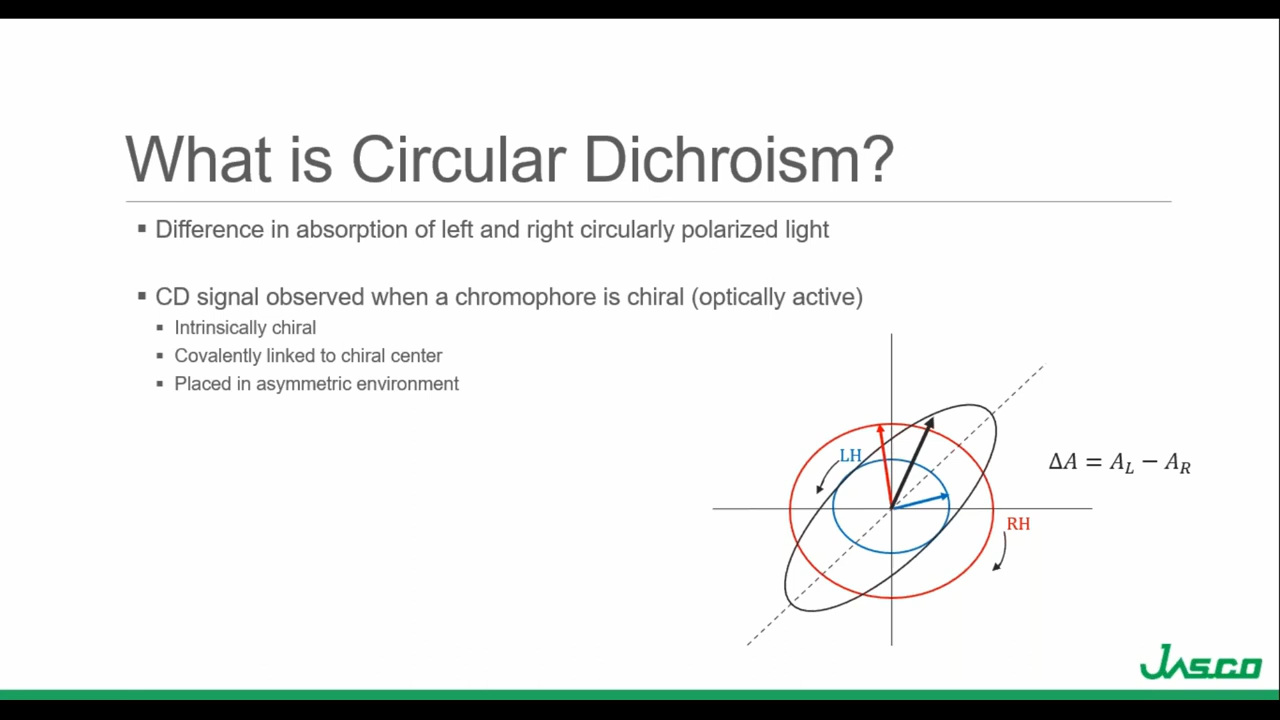 What is Circular Dichroism?
▪ Difference in absorption of left and right circularly polarized light
▪ CD signal observed when a chromophore is chiral (optically active)
▪ Intrinsically chiral
▪ Covalently linked to chiral center
▪ Placed in asymmetric environment
LH
ΔA = A_L − A_R
RH
JASCO